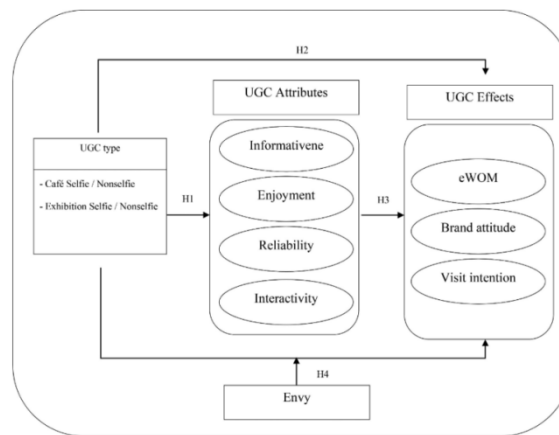 H2
UGC Attributes
UGC Effects
UGC type
- Café Selfie / Nonselfie
- Exhibition Selfie / Nonselfie
H1
Informativene
Enjoyment
Reliability
Interactivity
H3
eWOM
Brand attitude
Visit intention
H4
Envy